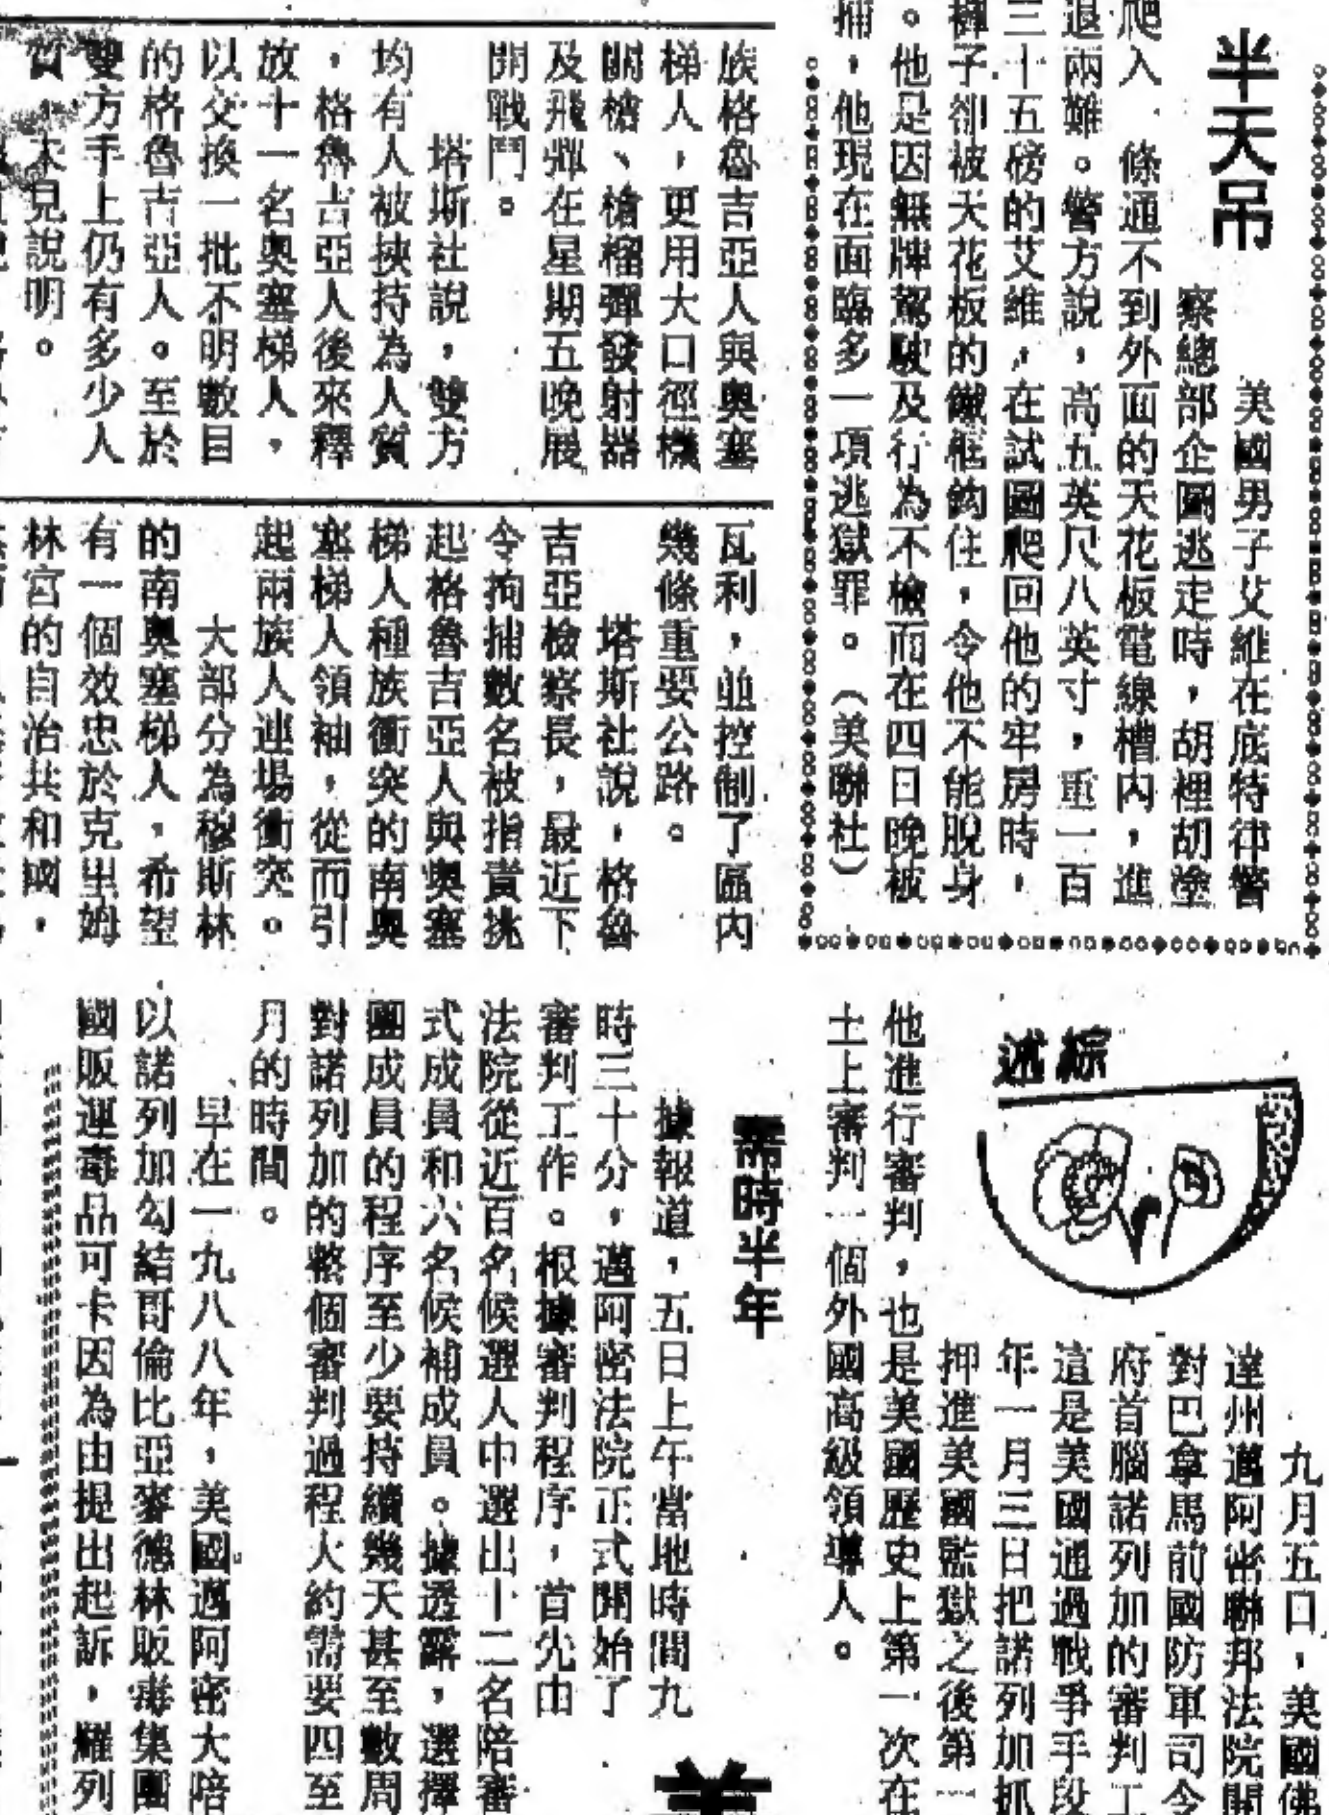 半天吊
美國男子艾維在底特律警
察總部企圖逃走時，胡裡胡塗
爬入一條通不到外面的天花板電線槽內，進
退兩難。警方說，高五英尺八英寸，重一百
三十五磅的艾維，在試圖爬回他的牢房時，
褲子卻被天花板的鐵框鈎住，令他不能脫身
。他是因無牌駕駛及行為不檢而在四日晚被
捕，他現在面臨多一項逃獄罪。（美聯社）
族格魯吉亞人與奧塞
梯人，更用大口徑機
關槍、槍榴彈發射器
及飛彈在星期五晚展
開戰鬥。
塔斯社說，雙方
均有人被挾持為人質
，格魯吉亞人後來釋
放十一名奧塞梯人，
以交換一批不明數目
的格魯吉亞人。至於
雙方手上仍有多少人
質，未見說明。
瓦利，並控制了區內
幾條重要公路。
塔斯社說，格魯
吉亞檢察長，最近下
令拘捕數名被指責挑
起格魯吉亞人與奧塞
梯人種族衝突的南奧
塞梯人領袖，從而引
起兩族人連場衝突。
大部分為穆斯林
的南奧塞梯人，希望
有一個效忠於克里姆
林宮的自治共和國，
綜述
九月五日，美國佛
達州邁阿密聯邦法院開
對巴拿馬前國防軍司令
府首腦諾列加的審判工
這是美國通過戰爭手段
年一月三日把諾列加抓
押進美國監獄之後第一
他進行審判，也是美國歷史上第一次在
土上審判一個外國高級領導人。
需時半年
據報道，五日上午當地時間九
時三十分，邁阿密法院正式開始了
審判工作。根據審判程序，首先由
法院從近百名候選人中選出十二名陪審
式成員和六名候補成員。據透露，選擇
團成員的程序至少要持續幾天甚至數周
對諾列加的整個審判過程大約需要四至
月的時間。
早在一九八八年，美國邁阿密大陪
以諾列加勾結哥倫比亞麥德林販毒集團
國販運毒品可卡因為由提出起訴，羅列